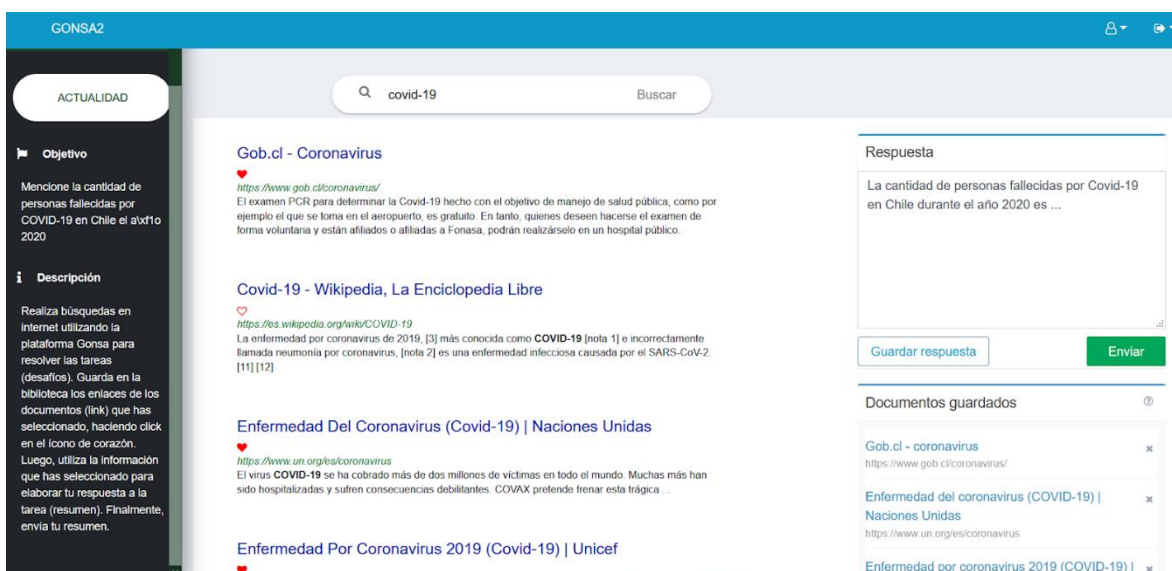 GONSA2
ACTUALIDAD
Objetivo
Mencione la cantidad de
personas fallecidas por
COVID-19 en Chile el a\xf1o
2020
Descripción
Realiza búsquedas en
internet utilizando la
plataforma Gonsa para
resolver las tareas
(desafíos). Guarda en la
biblioteca los enlaces de los
documentos (link) que has
seleccionado, haciendo click
en el ícono de corazón.
Luego, utiliza la información
que has seleccionado para
elaborar tu respuesta a la
tarea (resumen). Finalmente,
envía tu resumen.
covid-19 Buscar
Gob.cl - Coronavirus
https://www.gob.cl/coronavirus/
El examen PCR para determinar la Covid-19 hecho con el objetivo de manejo de salud pública, como por
ejemplo el que se toma en el aeropuerto, es gratuito. En tanto, quienes deseen hacerse el examen de
forma voluntaria y están afiliados o afiliadas a Fonasa, podrán realizárselo en un hospital público.
Covid-19 - Wikipedia, La Enciclopedia Libre
https://es.wikipedia.org/wiki/COVID-19
La enfermedad por coronavirus de 2019, [3] más conocida como COVID-19 [nota 1] e incorrectamente
llamada neumonía por coronavirus, [nota 2] es una enfermedad infecciosa causada por el SARS-CoV-2.
[11] [12]
Enfermedad Del Coronavirus (Covid-19) | Naciones Unidas
https://www.un.org/es/coronavirus
El virus COVID-19 se ha cobrado más de dos millones de víctimas en todo el mundo. Muchas más han
sido hospitalizadas y sufren consecuencias debilitantes. COVAX pretende frenar esta trágica ...
Enfermedad Por Coronavirus 2019 (Covid-19) | Unicef
Respuesta
La cantidad de personas fallecidas por Covid-19
en Chile durante el año 2020 es ...
Guardar respuesta Enviar
Documentos guardados
Gob.cl - coronavirus
https://www.gob.cl/coronavirus/
Enfermedad del coronavirus (COVID-19) |
Naciones Unidas
https://www.un.org/es/coronavirus
Enfermedad por coronavirus 2019 (COVID-19) |